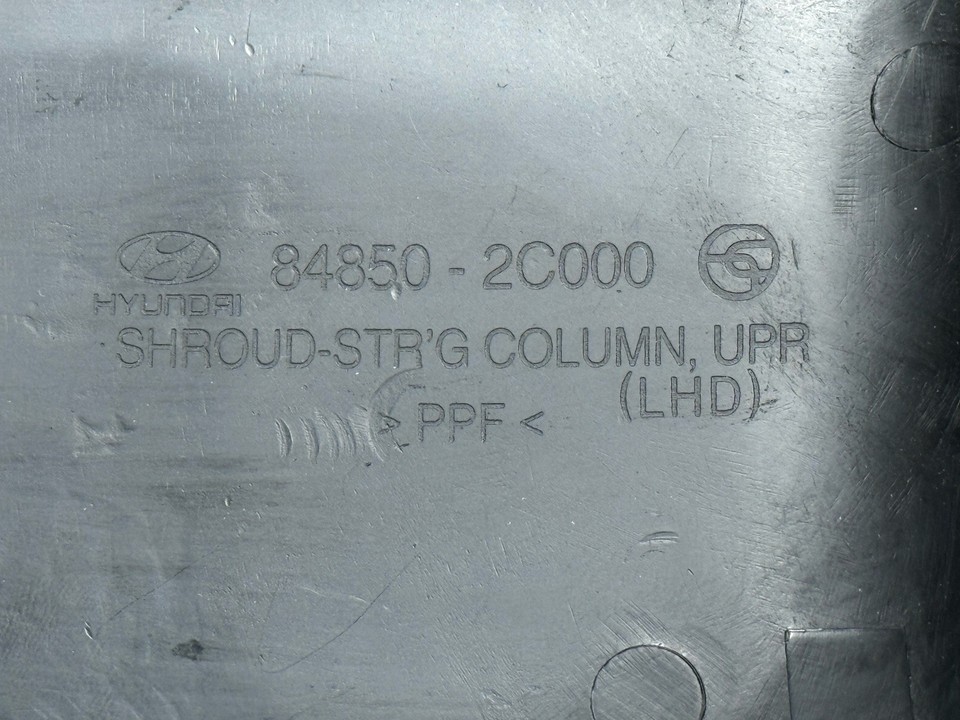 84850 - 2C000
HYUNDAI
SHROUD-STR'G COLUMN, UPR
(LHD)
> PPF <